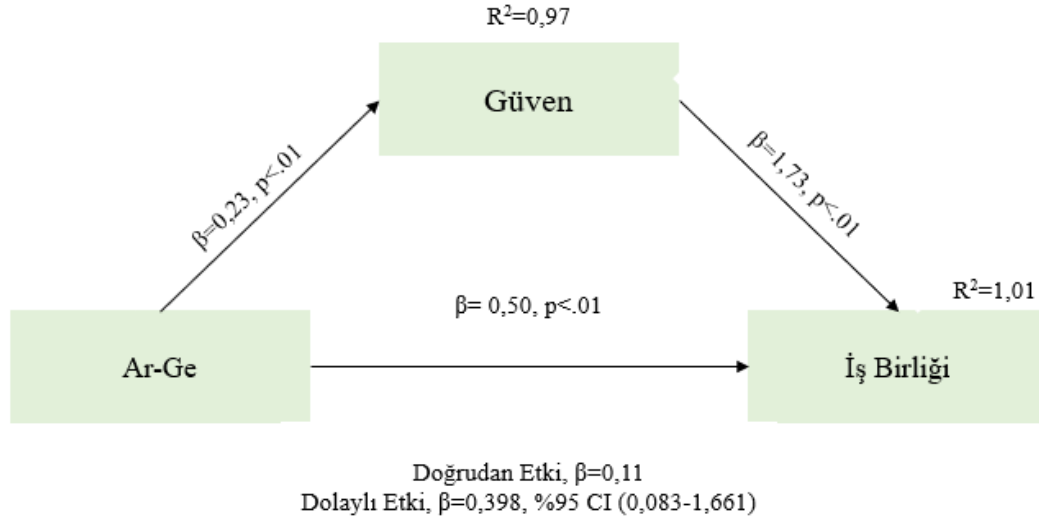 R²=0,97
Güven
β=0,23, p<.01
β=1,73, p<.01
β= 0,50, p<.01
R²=1,01
Ar-Ge
İş Birliği
Doğrudan Etki, β=0,11
Dolaylı Etki, β=0,398, %95 CI (0,083-1,661)